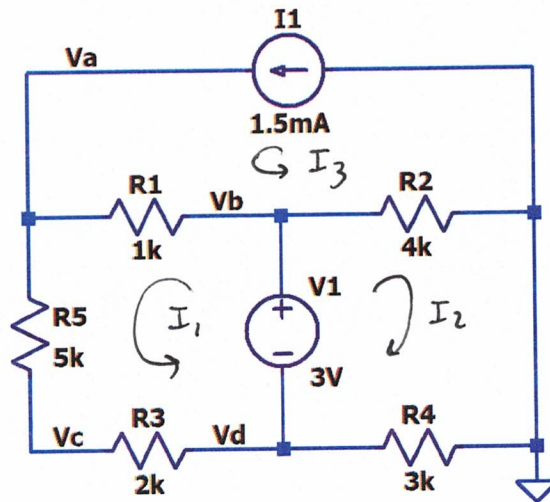 I1
Va
1.5mA
I3
R1
Vb
R2
1k
4k
V1
+
R5
I1
I2
5k
−
3V
R3
R4
Vc
Vd
2k
3k